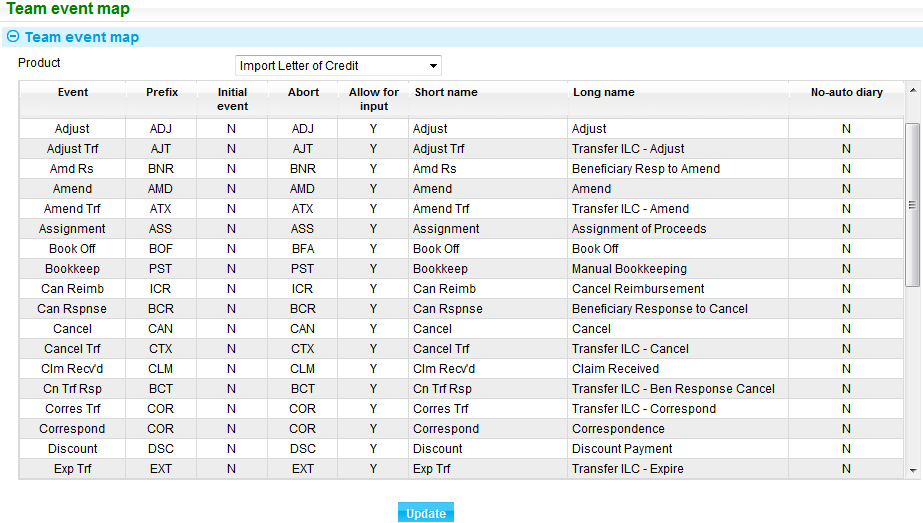 Team event map
Team event map
Product Import Letter of Credit
Event Prefix Initial event Abort Allow for input Short name Long name No-auto diary
Adjust ADJ N ADJ Y Adjust Adjust N
Adjust Trf AJT N AJT Y Adjust Trf Transfer ILC - Adjust N
Amd Rs BNR N BNR Y Amd Rs Beneficiary Resp to Amend N
Amend AMD N AMD Y Amend Amend N
Amend Trf ATX N ATX Y Amend Trf Transfer ILC - Amend N
Assignment ASS N ASS Y Assignment Assignment of Proceeds N
Book Off BOF N BFA Y Book Off Book Off N
Bookkeep PST N PST Y Bookkeep Manual Bookkeeping N
Can Reimb ICR N ICR Y Can Reimb Cancel Reimbursement N
Can Rspnse BCR N BCR Y Can Rspnse Beneficiary Response to Cancel N
Cancel CAN N CAN Y Cancel Cancel N
Cancel Trf CTX N CTX Y Cancel Trf Transfer ILC - Cancel N
Clm Recv'd CLM N CLM Y Clm Recv'd Claim Received N
Cn Trf Rsp BCT N BCT Y Cn Trf Rsp Transfer ILC - Ben Response Cancel N
Corres Trf COR N COR Y Corres Trf Transfer ILC - Correspond N
Correspond COR N COR Y Correspond Correspondence N
Discount DSC N DSC Y Discount Discount Payment N
Exp Trf EXT N EXT Y Exp Trf Transfer ILC - Expire N
Update